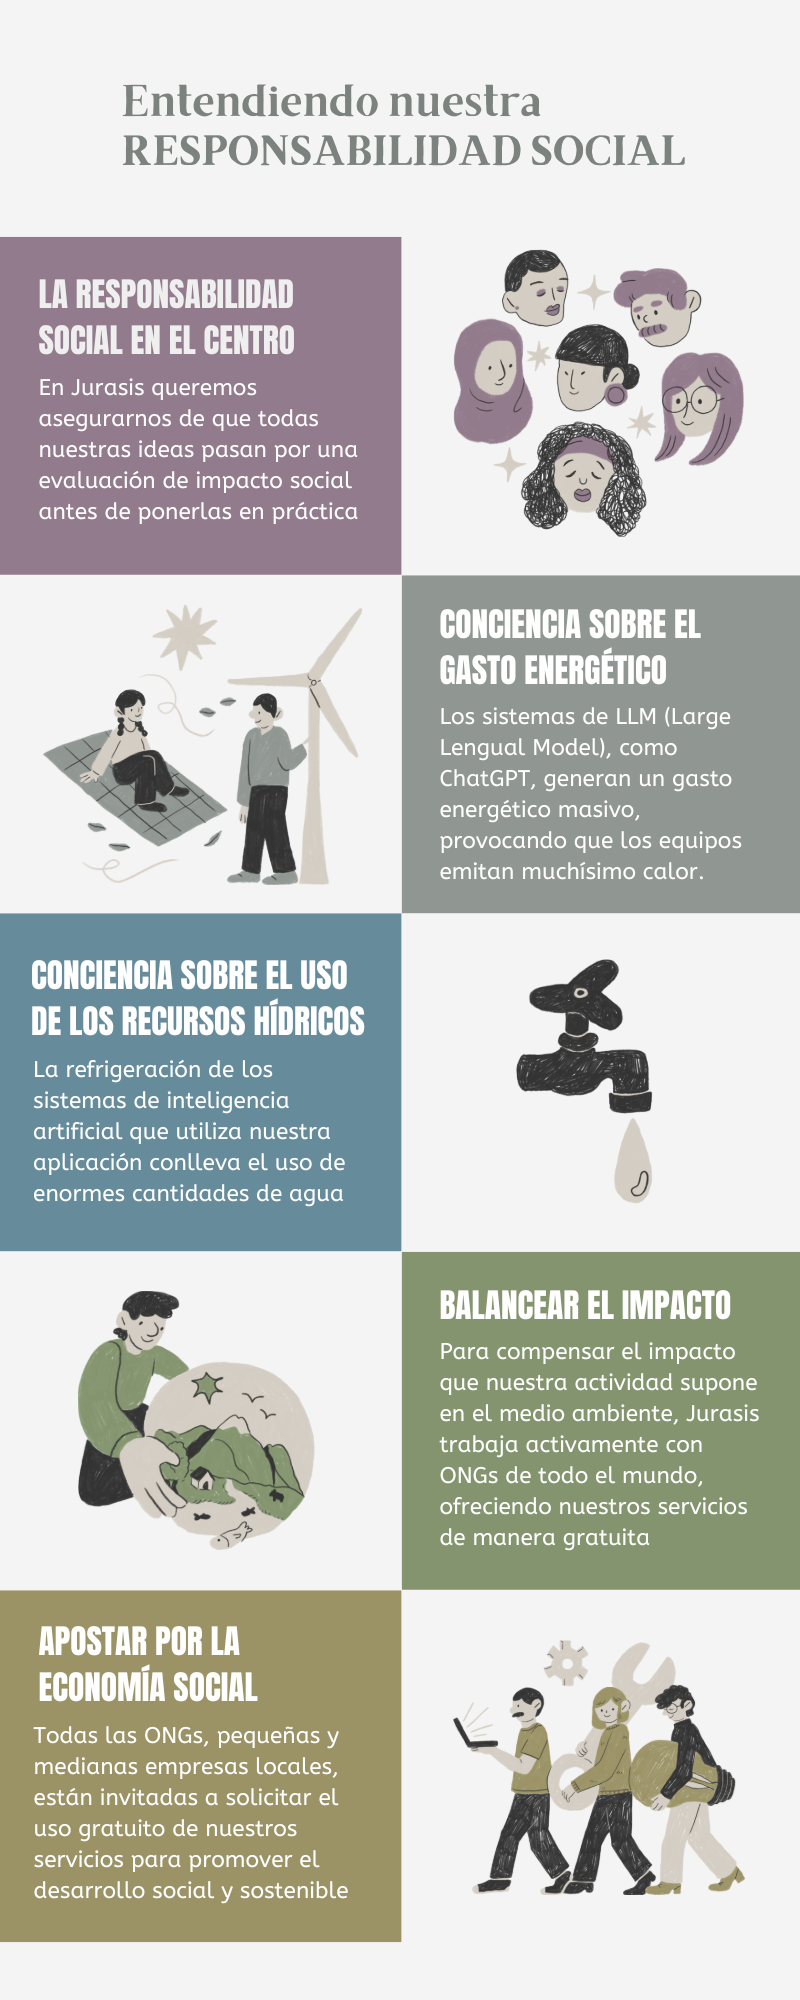 Entendiendo nuestra
RESPONSABILIDAD SOCIAL
LA RESPONSABILIDAD
SOCIAL EN EL CENTRO
En Jurasis queremos
asegurarnos de que todas
nuestras ideas pasan por una
evaluación de impacto social
antes de ponerlas en práctica
CONCIENCIA SOBRE EL
GASTO ENERGÉTICO
Los sistemas de LLM (Large
Lengual Model), como
ChatGPT, generan un gasto
energético masivo,
provocando que los equipos
emitan muchísimo calor.
CONCIENCIA SOBRE EL USO
DE LOS RECURSOS HÍDRICOS
La refrigeración de los
sistemas de inteligencia
artificial que utiliza nuestra
aplicación conlleva el uso de
enormes cantidades de agua
BALANCEAR EL IMPACTO
Para compensar el impacto
que nuestra actividad supone
en el medio ambiente, Jurasis
trabaja activamente con
ONGs de todo el mundo,
ofreciendo nuestros servicios
de manera gratuita
APOSTAR POR LA
ECONOMÍA SOCIAL
Todas las ONGs, pequeñas y
medianas empresas locales,
están invitadas a solicitar el
uso gratuito de nuestros
servicios para promover el
desarrollo social y sostenible